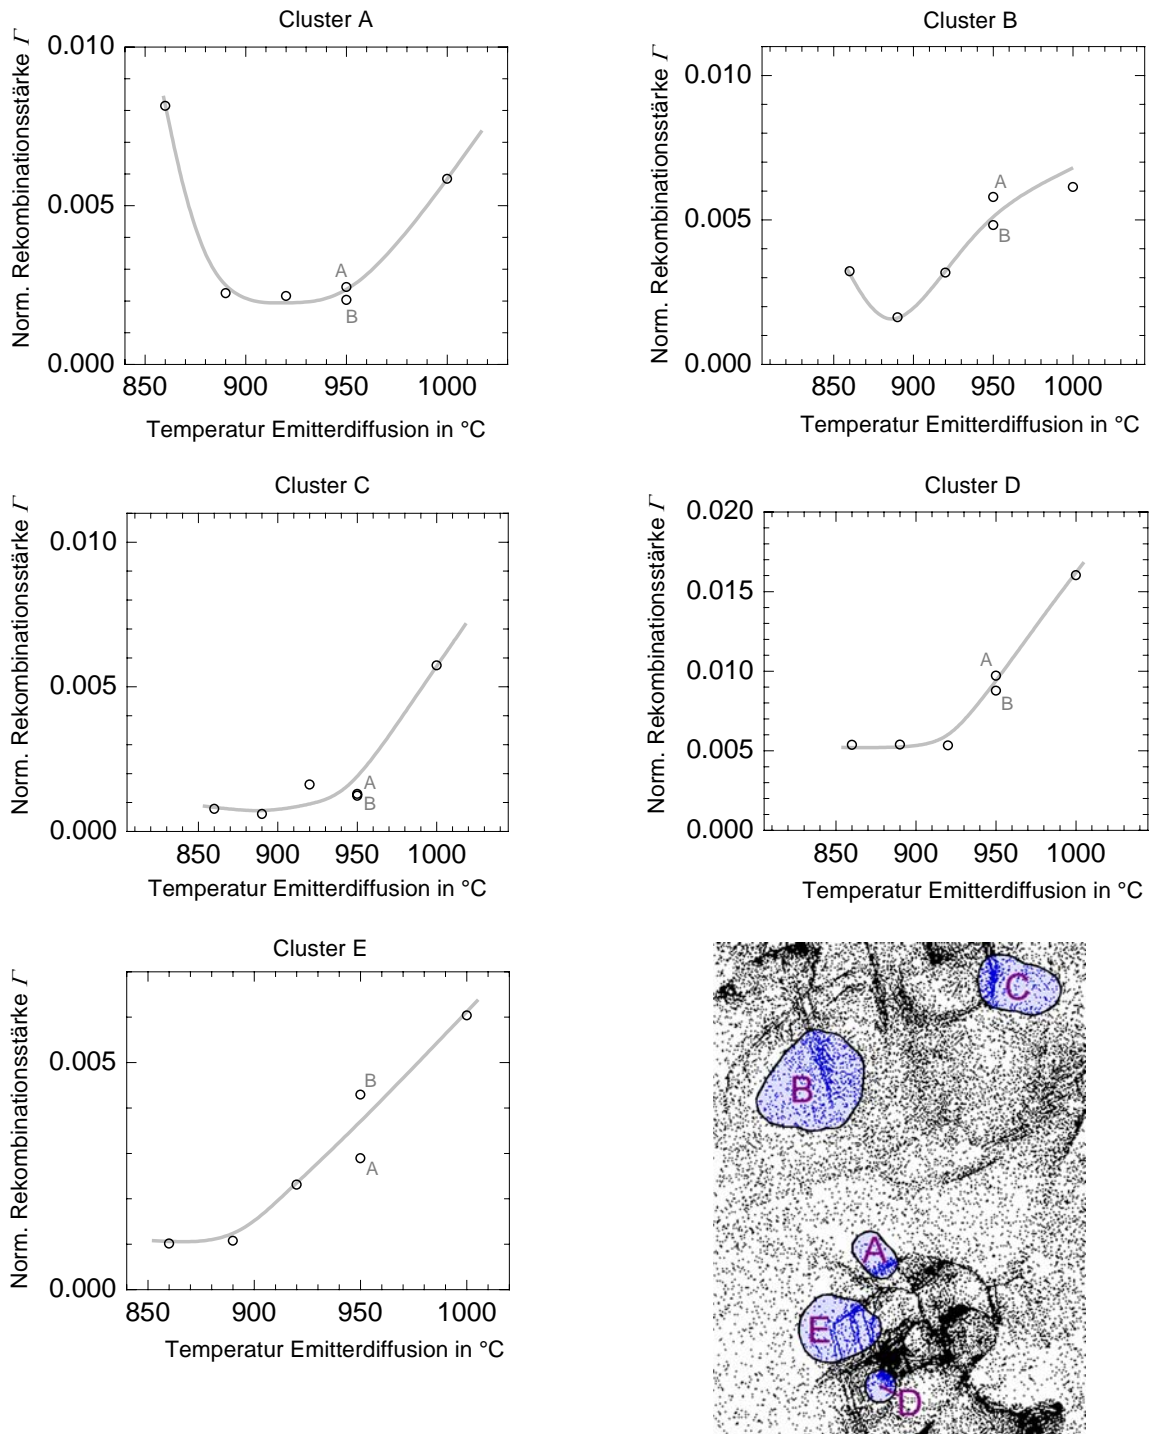 Cluster A
Norm. Rekombinationsstärke Γ
0.010
0.005
0.000
A
B
850 900 950 1000
Temperatur Emitterdiffusion in °C
Cluster B
Norm. Rekombinationsstärke Γ
0.010
0.005
0.000
A
B
850 900 950 1000
Temperatur Emitterdiffusion in °C
Cluster C
Norm. Rekombinationsstärke Γ
0.010
0.005
0.000
A
B
850 900 950 1000
Temperatur Emitterdiffusion in °C
Cluster D
Norm. Rekombinationsstärke Γ
0.020
0.015
0.010
0.005
0.000
A
B
850 900 950 1000
Temperatur Emitterdiffusion in °C
Cluster E
Norm. Rekombinationsstärke Γ
0.005
0.000
B
A
850 900 950 1000
Temperatur Emitterdiffusion in °C
C
B
A
E
D